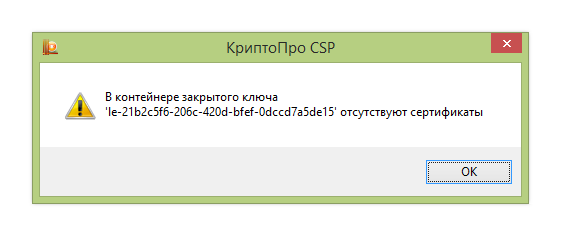 КриптоПро CSP
В контейнере закрытого ключа
'le-21b2c5f6-206c-420d-bfef-0dccd7a5de15' отсутствуют сертификаты
OK